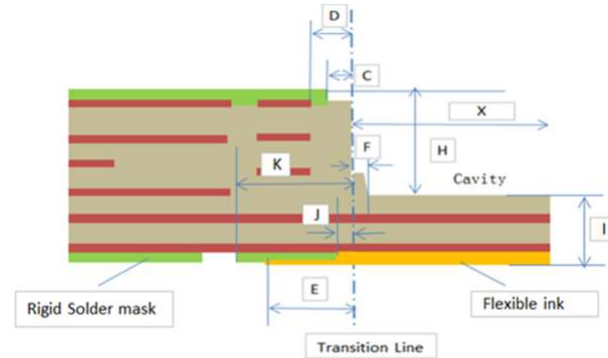 D
C
X
F
H
K
Cavity
J
I
Rigid Solder mask
E
Flexible ink
Transition Line